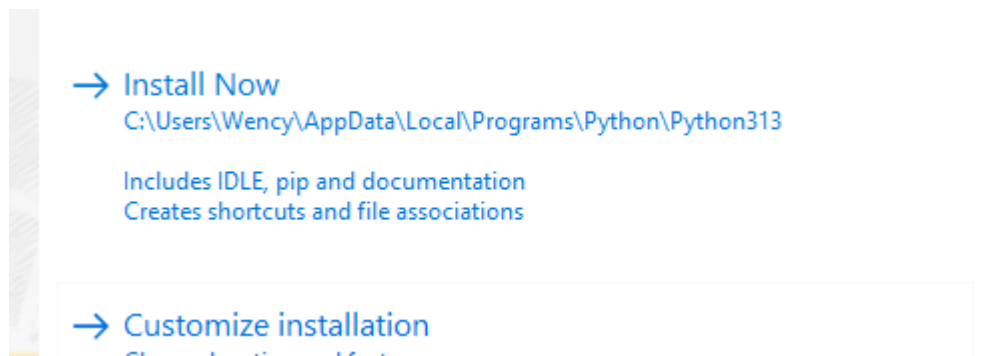 Install Now
C:\Users\Wency\AppData\Local\Programs\Python\Python313
Includes IDLE, pip and documentation
Creates shortcuts and file associations
Customize installation